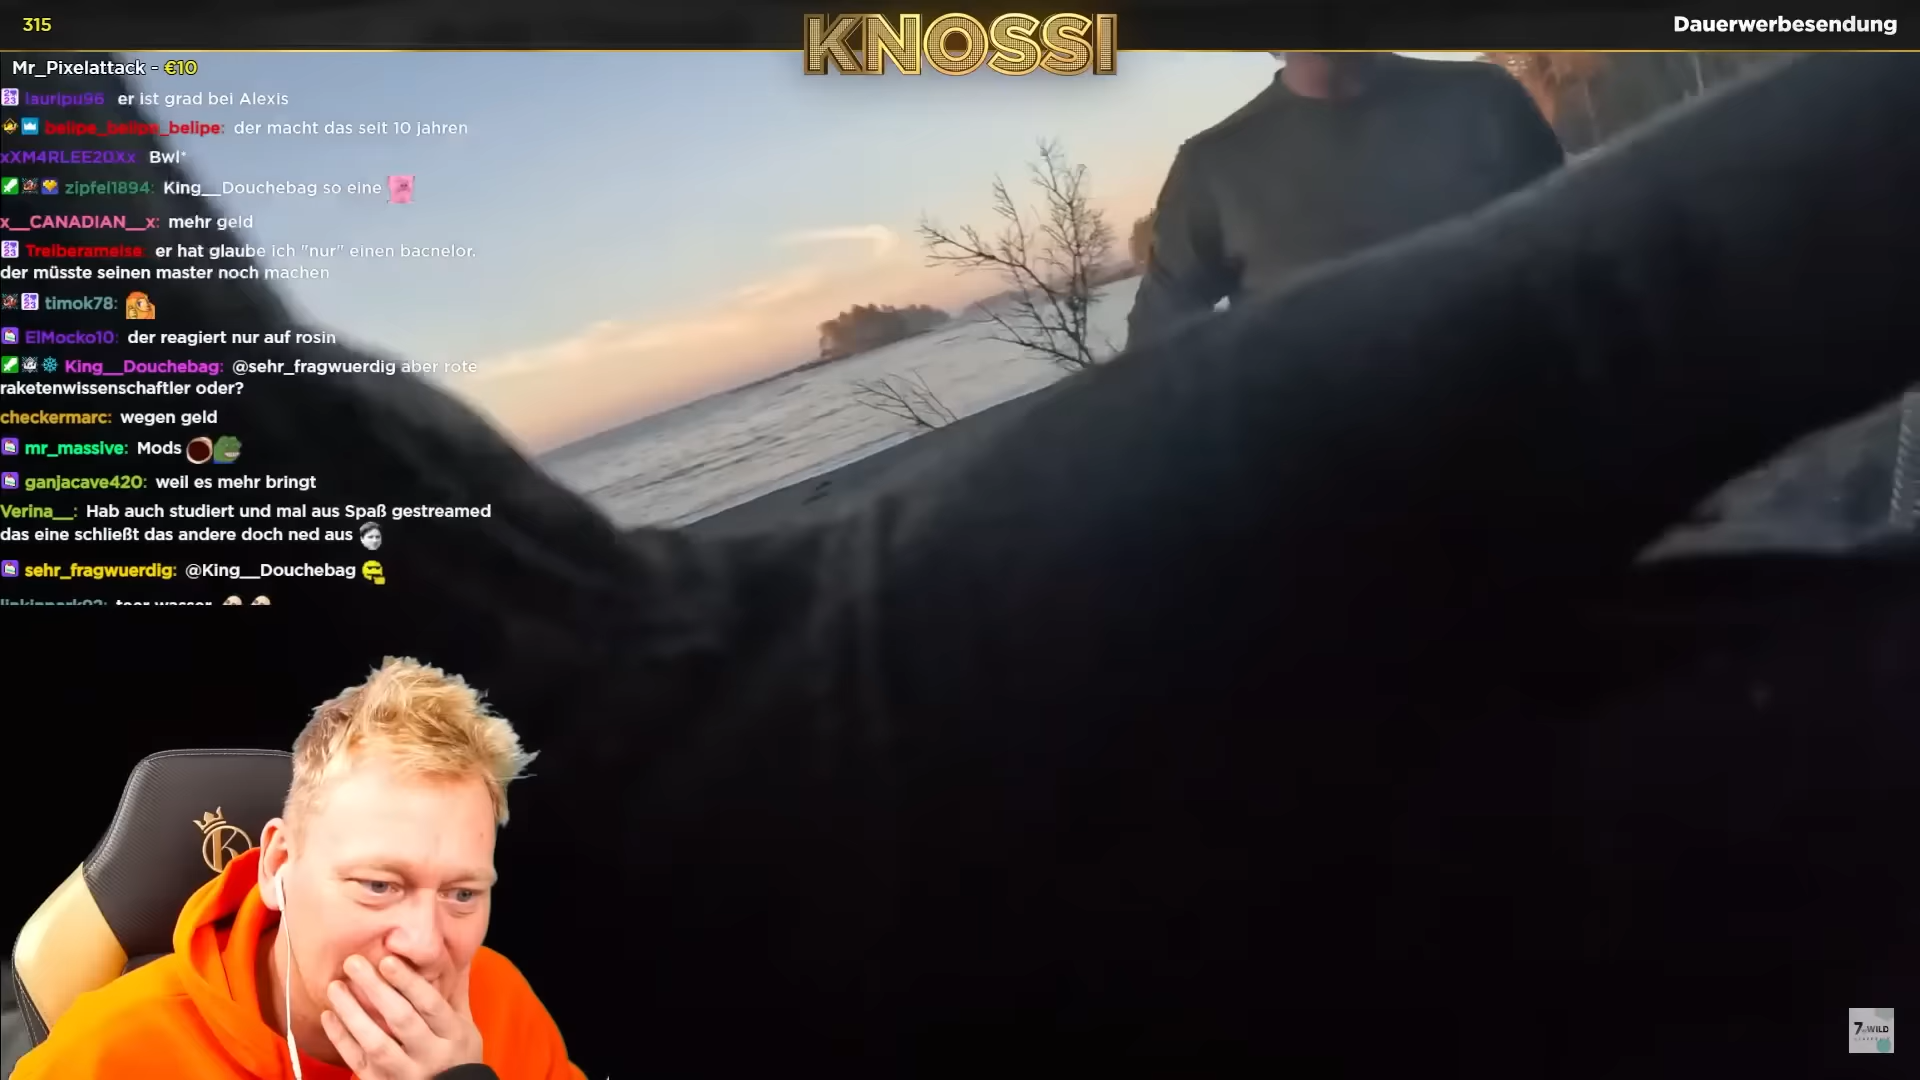 315
KNOSSI
Dauerwerbesendung
Mr_Pixelattack - €10
lauripu96 er ist grad bei Alexis
belipe_belipe_belipe: der macht das seit 10 jahren
xXM4RLEE20Xx Bwl*
zipfel1894: King__Douchebag so eine
x__CANADIAN__x: mehr geld
Treiberameise: er hat glaube ich "nur" einen bacnelor.
der müsste seinen master noch machen
timok78:
ElMocko10: der reagiert nur auf rosin
King__Douchebag: @sehr_fragwuerdig aber rote
raketenwissenschaftler oder?
checkermarc: wegen geld
mr_massive: Mods
ganjacave420: weil es mehr bringt
Verina__: Hab auch studiert und mal aus Spaß gestreamed
das eine schließt das andere doch ned aus
sehr_fragwuerdig: @King__Douchebag
K
7 WILD